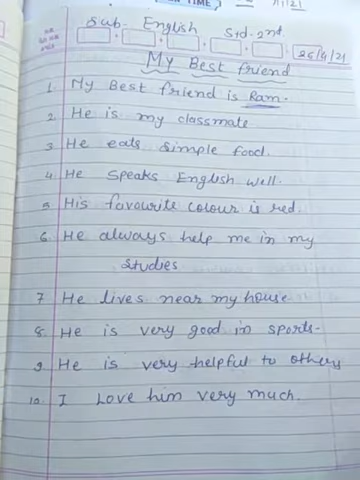 TIME
Sub- English Std-2nd
26/4/21
My Best friend
1. My Best friend is Ram.
2. He is my classmate
3. He eats simple food.
4. He speaks English well.
5. His favourite colour is red.
6. He always help me in my
studies
7. He lives near my house
8. He is very good in sports-
9. He is very helpful to others
10. I Love him very much.